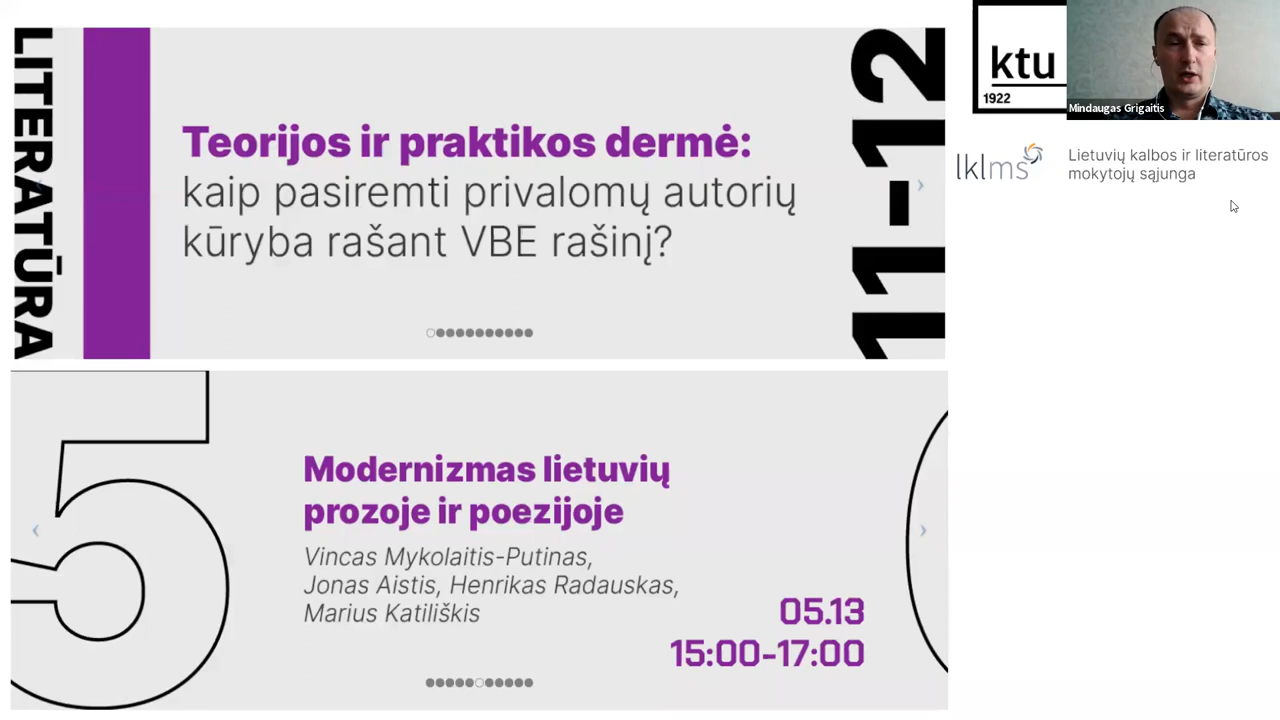 LITERATŪRA
Teorijos ir praktikos dermė:
kaip pasiremti privalomų autorių
kūryba rašant VBE rašinį?
11-12
ktu
1922
Mindaugas Grigaitis
lklms
Lietuvių kalbos ir literatūros
mokytojų sąjunga
5
Modernizmas lietuvių
prozoje ir poezijoje
Vincas Mykolaitis-Putinas,
Jonas Aistis, Henrikas Radauskas,
Marius Katiliškis
05.13
15:00-17:00